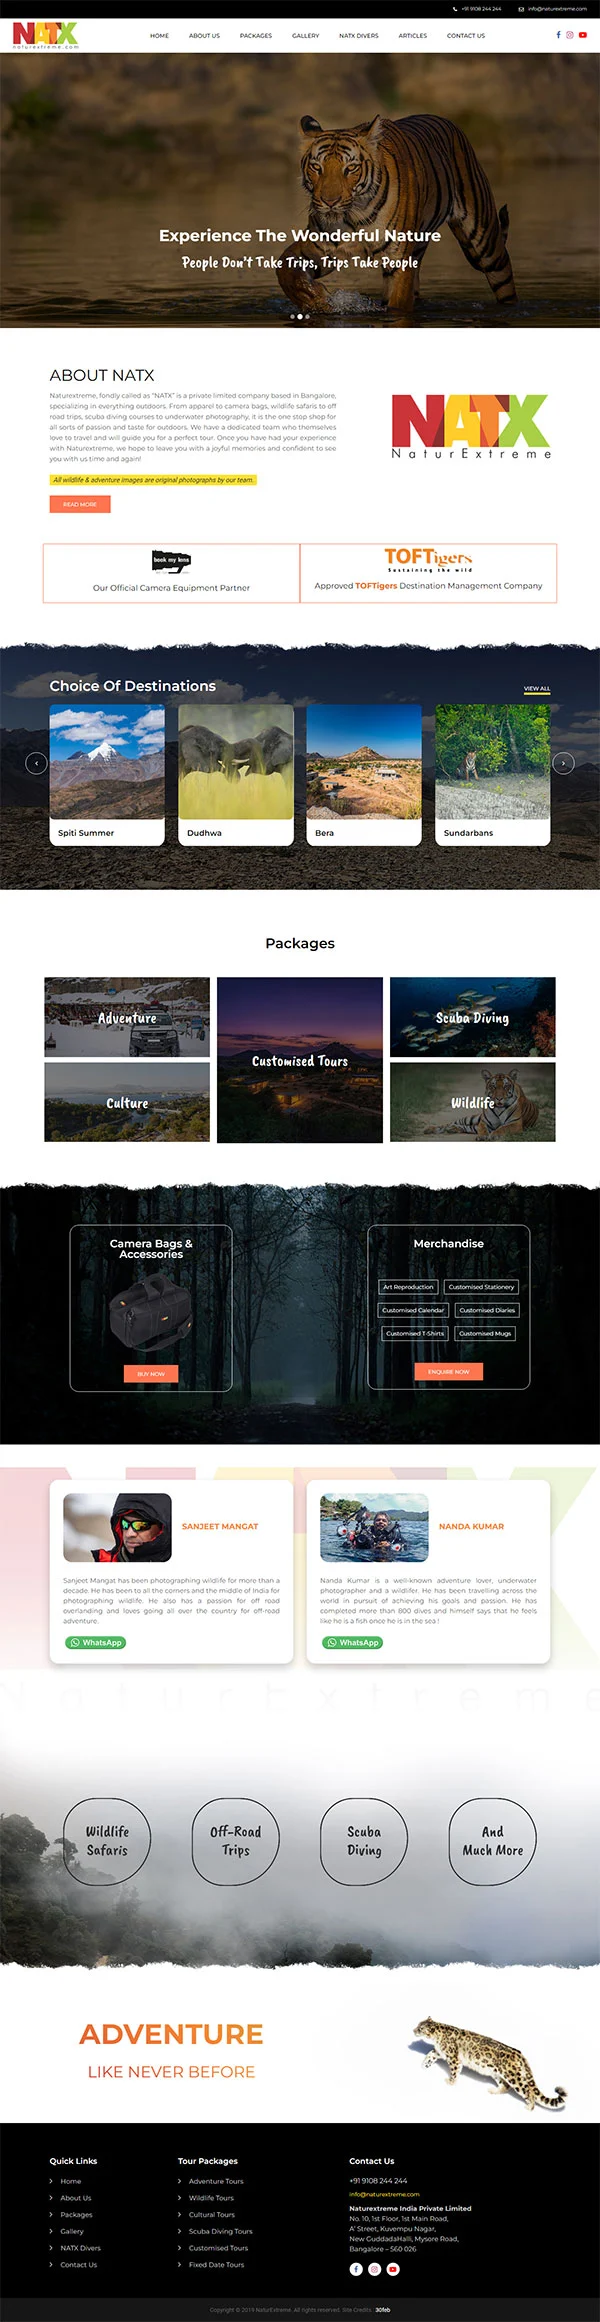 +91 9108 244 244 info@naturextreme.com
NATX
naturextreme.com
HOME ABOUT US PACKAGES GALLERY NATX DIVERS ARTICLES CONTACT US
Experience The Wonderful Nature
People Don't Take Trips, Trips Take People
ABOUT NATX
Naturextreme, fondly called as "NATX" is a private limited company based in Bangalore,
specializing in everything outdoors. From apparel to camera bags, wildlife safaris to off
road trips, scuba diving courses to underwater photography, it is the one stop shop for
all sorts of passion and taste for outdoors. We have a dedicated team who themselves
love to travel and will guide you for a perfect tour. Once you have had your experience
with Naturextreme, we hope to leave you with a joyful memories and confident to see
you with us time and again!
All wildlife & adventure images are original photographs by our team.
READ MORE
NATX
NaturExtreme
book my lens
Our Official Camera Equipment Partner
TOFTigers
Sustaining the wild
Approved TOFTigers Destination Management Company
Choice Of Destinations
VIEW ALL
Spiti Summer
Dudhwa
Bera
Sundarbans
Packages
Adventure
Customised Tours
Scuba Diving
Culture
Wildlife
Camera Bags &
Accessories
BUY NOW
Merchandise
Art Reproduction Customised Stationery
Customised Calendar Customised Diaries
Customised T-Shirts Customised Mugs
ENQUIRE NOW
SANJEET MANGAT
Sanjeet Mangat has been photographing wildlife for more than a
decade. He has been to all the corners and the middle of India for
photographing wildlife. He also has a passion for off road
overlanding and loves going all over the country for off-road
adventure.
WhatsApp
NANDA KUMAR
Nanda Kumar is a well-known adventure lover, underwater
photographer and a wildlifer. He has been travelling across the
world in pursuit of achieving his goals and passion. He has
completed more than 800 dives and himself says that he feels
like he is a fish once he is in the sea !
WhatsApp
NaturExtreme
Wildlife
Safaris
Off-Road
Trips
Scuba
Diving
And
Much More
ADVENTURE
LIKE NEVER BEFORE
Quick Links
Home
About Us
Packages
Gallery
NATX Divers
Contact Us
Tour Packages
Adventure Tours
Wildlife Tours
Cultural Tours
Scuba Diving Tours
Customised Tours
Fixed Date Tours
Contact Us
+91 9108 244 244
info@naturextreme.com
Naturextreme India Private Limited
No. 10, 1st Floor, 1st Main Road,
A' Street, Kuvempu Nagar,
New GuddadaHalli, Mysore Road,
Bangalore – 560 026
Copyright © 2019 NaturExtreme. All rights reserved. Site Credits : 30feb